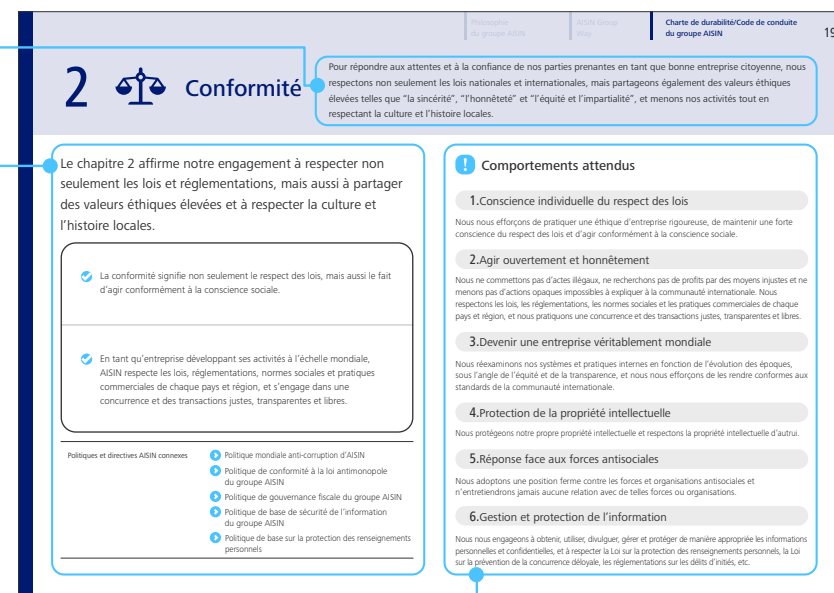 Philosophie
du groupe AISIN
AISIN Group
Way
Charte de durabilité/Code de conduite
du groupe AISIN
19
2
Conformité
Pour répondre aux attentes et à la confiance de nos parties prenantes en tant que bonne entreprise citoyenne, nous
respectons non seulement les lois nationales et internationales, mais partageons également des valeurs éthiques
élevées telles que “la sincérité”, “l’honnêteté” et “l’équité et l’impartialité”, et menons nos activités tout en
respectant la culture et l’histoire locales.
Le chapitre 2 affirme notre engagement à respecter non
seulement les lois et réglementations, mais aussi à partager
des valeurs éthiques élevées et à respecter la culture et
l’histoire locales.
La conformité signifie non seulement le respect des lois, mais aussi le fait
d’agir conformément à la conscience sociale.
En tant qu’entreprise développant ses activités à l’échelle mondiale,
AISIN respecte les lois, réglementations, normes sociales et pratiques
commerciales de chaque pays et région, et s’engage dans une
concurrence et des transactions justes, transparentes et libres.
Politiques et directives AISIN connexes
Politique mondiale anti-corruption d’AISIN
Politique de conformité à la loi antimonopole
du groupe AISIN
Politique de gouvernance fiscale du groupe AISIN
Politique de base de sécurité de l’information
du groupe AISIN
Politique de base sur la protection des renseignements
personnels
! Comportements attendus
1.Conscience individuelle du respect des lois
Nous nous efforçons de pratiquer une éthique d’entreprise rigoureuse, de maintenir une forte
conscience du respect des lois et d’agir conformément à la conscience sociale.
2.Agir ouvertement et honnêtement
Nous ne commettons pas d’actes illégaux, ne recherchons pas de profits par des moyens injustes et ne
menons pas d’actions opaques impossibles à expliquer à la communauté internationale. Nous
respectons les lois, les réglementations, les normes sociales et les pratiques commerciales de chaque
pays et région, et nous pratiquons une concurrence et des transactions justes, transparentes et libres.
3.Devenir une entreprise véritablement mondiale
Nous réexaminons nos systèmes et pratiques internes en fonction de l’évolution des époques,
sous l’angle de l’équité et de la transparence, et nous nous efforçons de les rendre conformes aux
standards de la communauté internationale.
4.Protection de la propriété intellectuelle
Nous protégeons notre propre propriété intellectuelle et respectons la propriété intellectuelle d’autrui.
5.Réponse face aux forces antisociales
Nous adoptons une position ferme contre les forces et organisations antisociales et
n’entretiendrons jamais aucune relation avec de telles forces ou organisations.
6.Gestion et protection de l’information
Nous nous engageons à obtenir, utiliser, divulguer, gérer et protéger de manière appropriée les informations
personnelles et confidentielles, et à respecter la Loi sur la protection des renseignements personnels, la Loi
sur la prévention de la concurrence déloyale, les réglementations sur les délits d’initiés, etc.